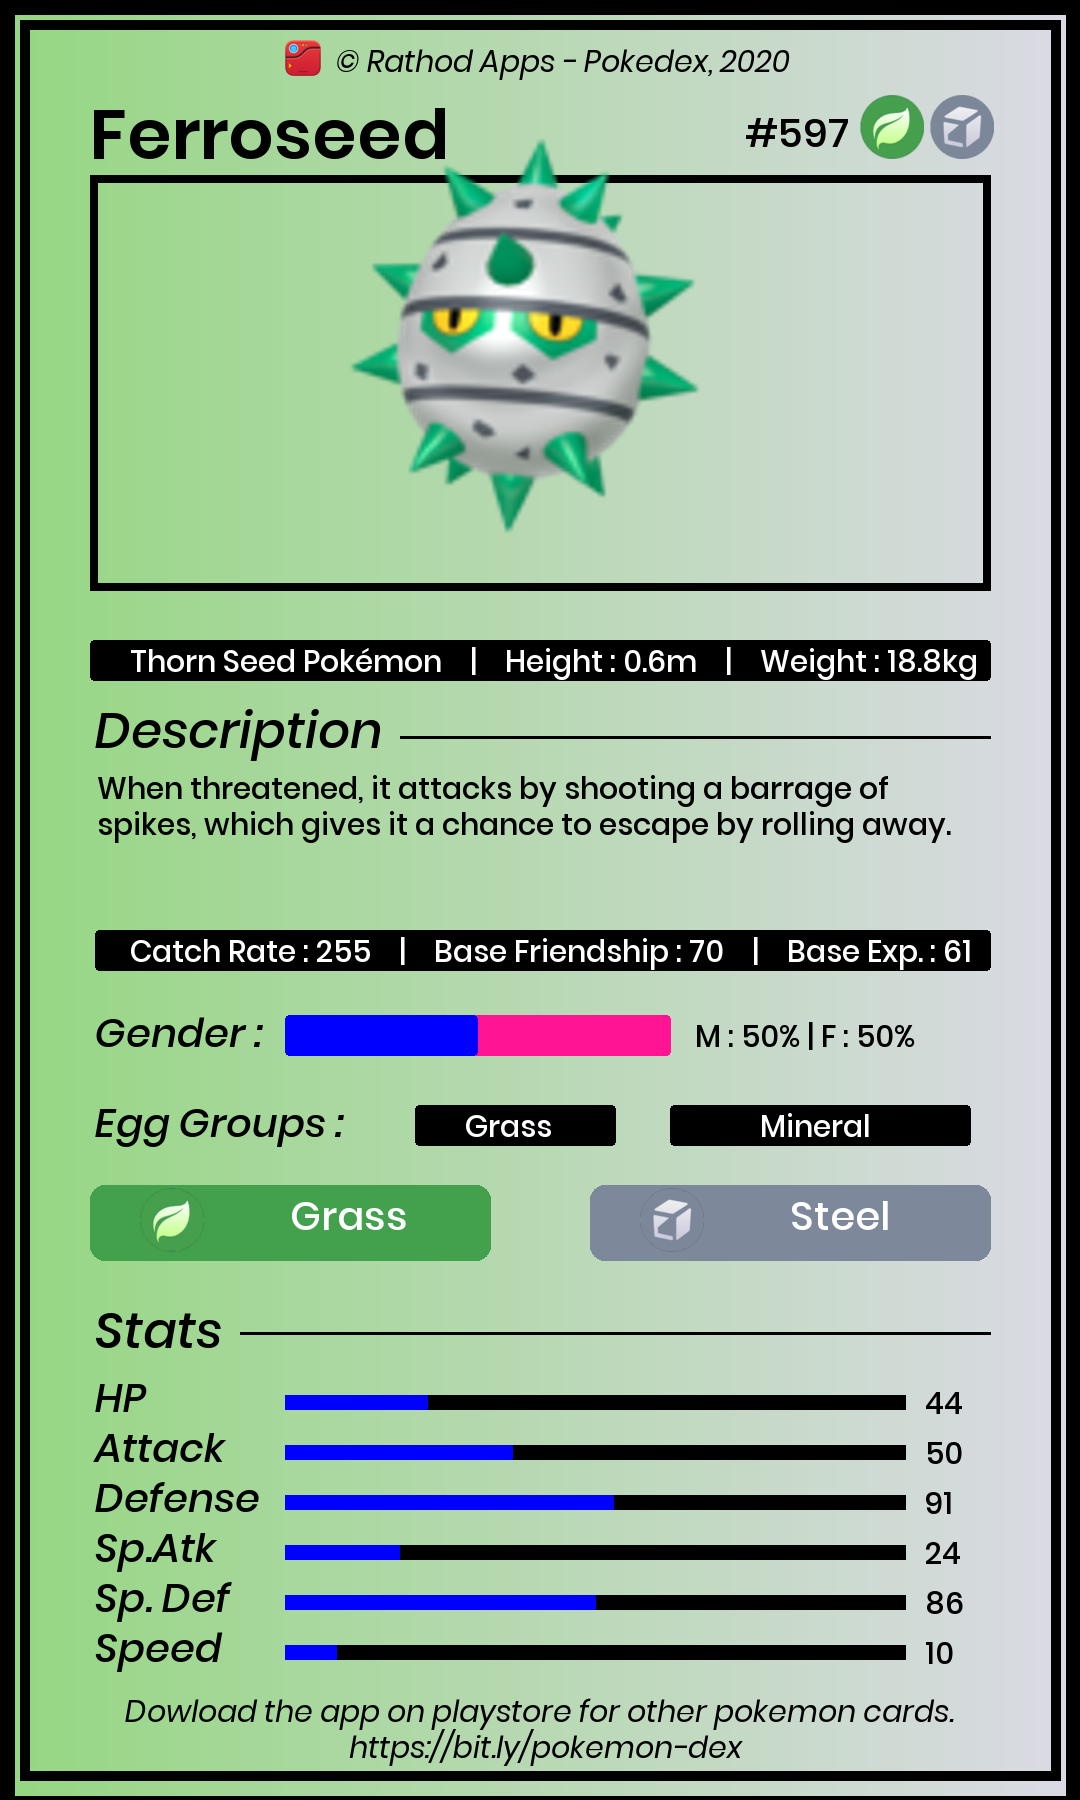 © Rathod Apps - Pokedex, 2020
Ferroseed #597
Thorn Seed Pokémon | Height : 0.6m | Weight : 18.8kg
Description
When threatened, it attacks by shooting a barrage of
spikes, which gives it a chance to escape by rolling away.
Catch Rate : 255 | Base Friendship : 70 | Base Exp. : 61
Gender : M : 50% | F : 50%
Egg Groups : Grass Mineral
Grass Steel
Stats
HP 44
Attack 50
Defense 91
Sp.Atk 24
Sp. Def 86
Speed 10
Dowload the app on playstore for other pokemon cards.
https://bit.ly/pokemon-dex